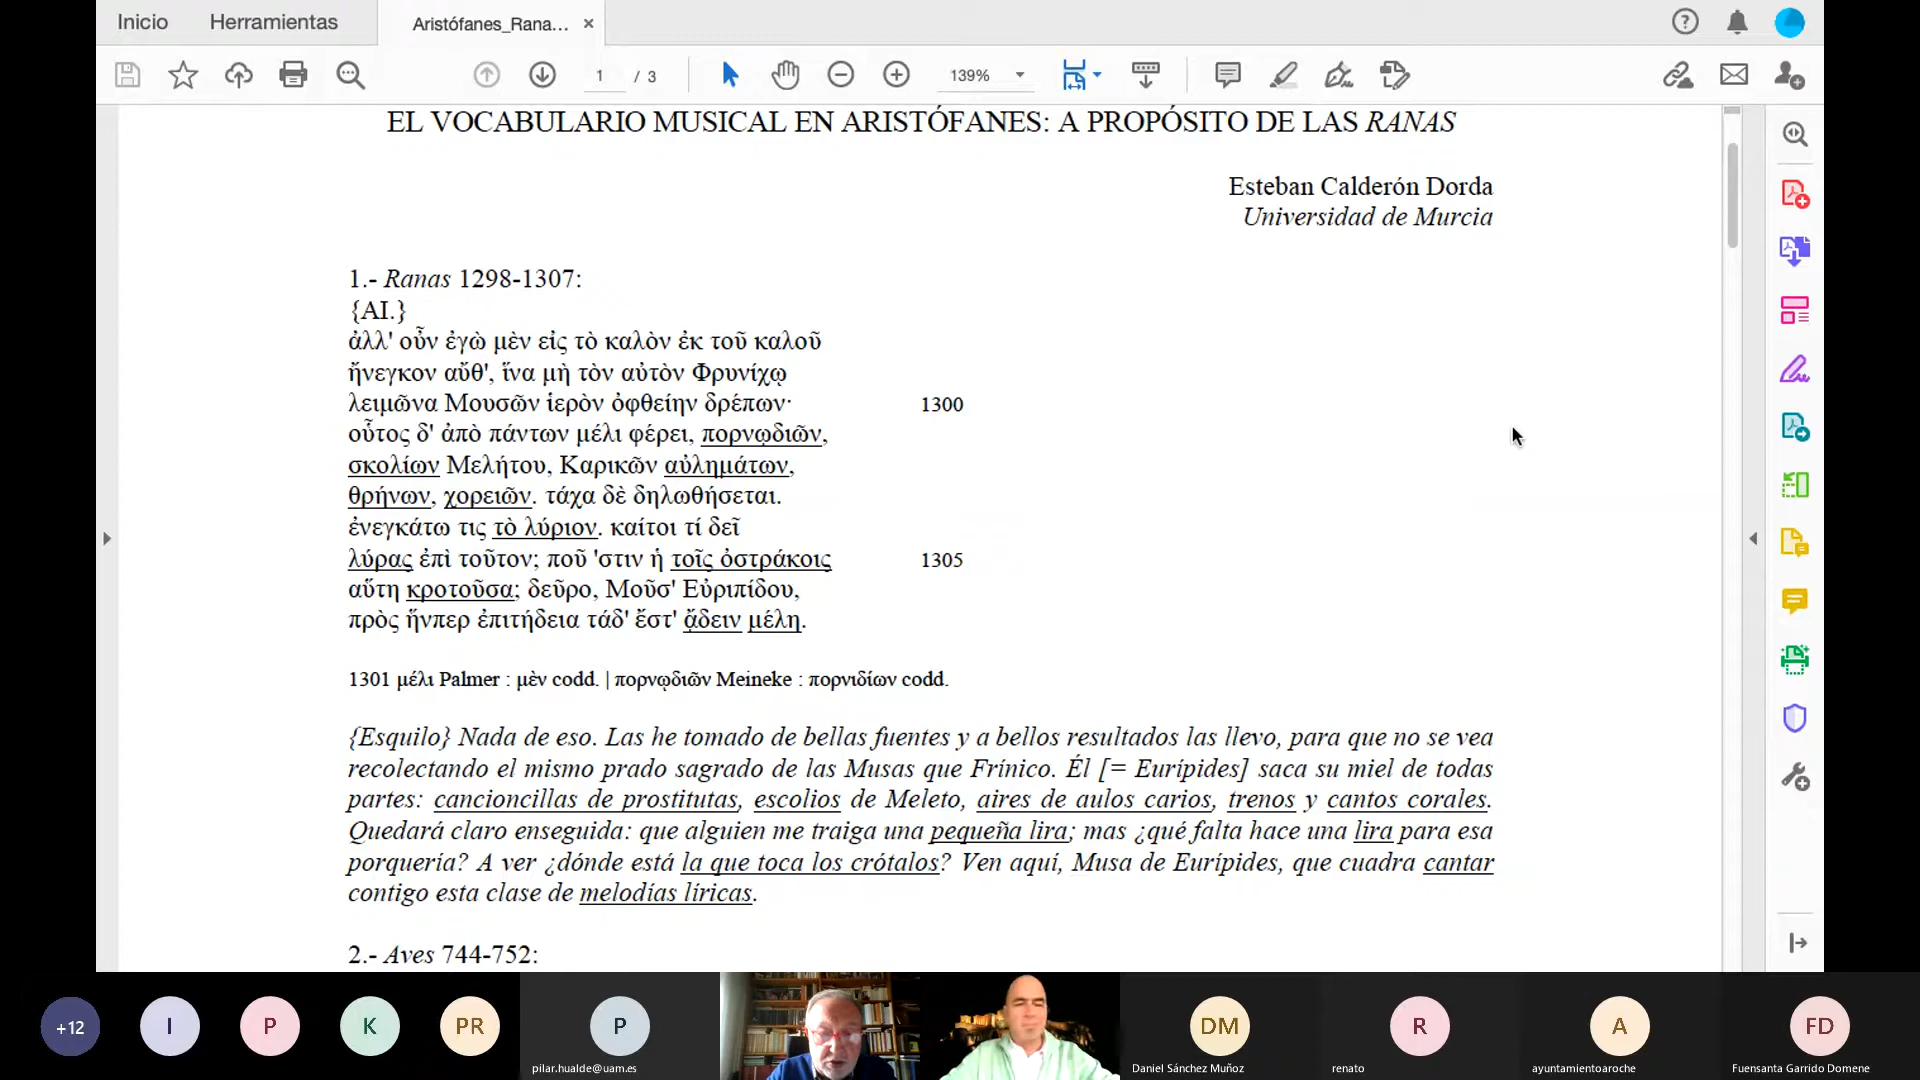 Inicio
Herramientas
Aristófanes_Rana...
1 / 3
139%
EL VOCABULARIO MUSICAL EN ARISTÓFANES: A PROPÓSITO DE LAS RANAS
Esteban Calderón Dorda
Universidad de Murcia
1.- Ranas 1298-1307:
{ΑΙ.}
ἀλλ' οὖν ἐγὼ μὲν εἰς τὸ καλὸν ἐκ τοῦ καλοῦ
ἤνεγκον αὔθ', ἵνα μὴ τὸν αὐτὸν Φρυνίχῳ
λειμῶνα Μουσῶν ἱερὸν ὀφθείην δρέπων· 1300
οὗτος δ' ἀπὸ πάντων μέλι φέρει, πορνῳδιῶν,
σκολίων Μελήτου, Καρικῶν αὐλημάτων,
θρήνων, χορειῶν. τάχα δὲ δηλωθήσεται.
ἐνεγκάτω τις τὸ λύριον. καίτοι τί δεῖ
λύρας ἐπὶ τοῦτον; ποῦ 'στιν ἡ τοῖς ὀστράκοις 1305
αὕτη κροτοῦσα; δεῦρο, Μοῦσ' Εὐριπίδου,
πρὸς ἥνπερ ἐπιτήδεια τάδ' ἔστ' ᾄδειν μέλη.
1301 μέλι Palmer : μὲν codd. | πορνῳδιῶν Meineke : πορνιδίων codd.
{Esquilo} Nada de eso. Las he tomado de bellas fuentes y a bellos resultados las llevo, para que no se vea
recolectando el mismo prado sagrado de las Musas que Frínico. Él [= Eurípides] saca su miel de todas
partes: cancioncillas de prostitutas, escolios de Meleto, aires de aulos carios, trenos y cantos corales.
Quedará claro enseguida: que alguien me traiga una pequeña lira; mas ¿qué falta hace una lira para esa
porquería? A ver ¿dónde está la que toca los crótalos? Ven aquí, Musa de Eurípides, que cuadra cantar
contigo esta clase de melodías líricas.
2.- Aves 744-752:
+12
I
P
K
PR
P
pilar.hualde@uam.es
DM
Daniel Sánchez Muñoz
R
renato
A
ayuntamientoaroche
FD
Fuensanta Garrido Domene